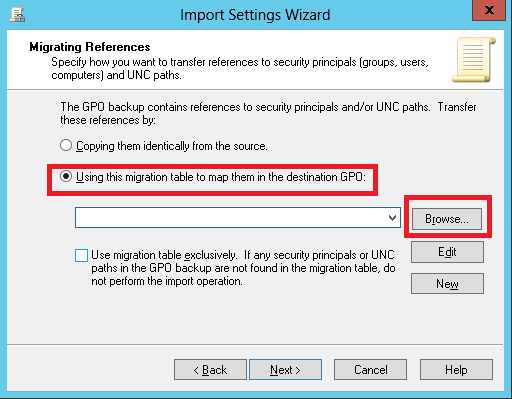 Import Settings Wizard
x
Migrating References
Specify how you want to transfer references to security principals (groups, users,
computers) and UNC paths.
The GPO backup contains references to security principals and/or UNC paths. Transfer
these references by:
Copying them identically from the source.
Using this migration table to map them in the destination GPO:
Browse...
Use migration table exclusively. If any security principals or UNC
paths in the GPO backup are not found in the migration table, do
not perform the import operation.
Edit
New
< Back
Next >
Cancel
Help